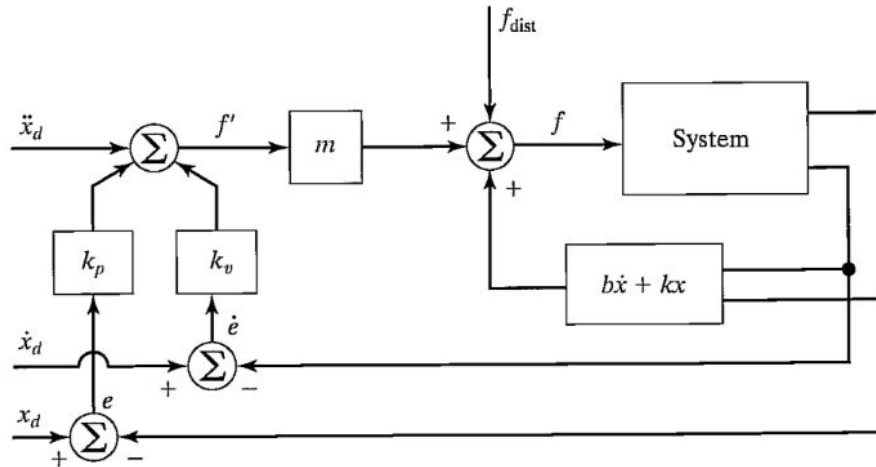 f_dist
ẍ_d
Σ
f'
m
+
Σ
f
System
+
k_p
k_v
bẋ + kx
ė
ẋ_d
+
Σ
−
e
x_d
+
Σ
−